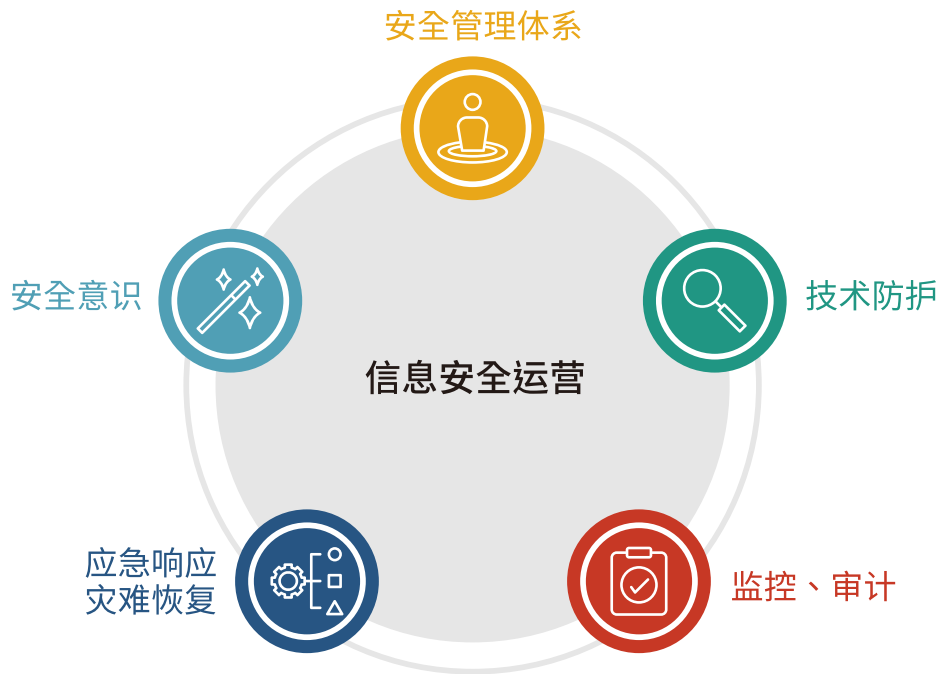 安全管理体系
安全意识
技术防护
信息安全运营
应急响应
灾难恢复
监控、审计